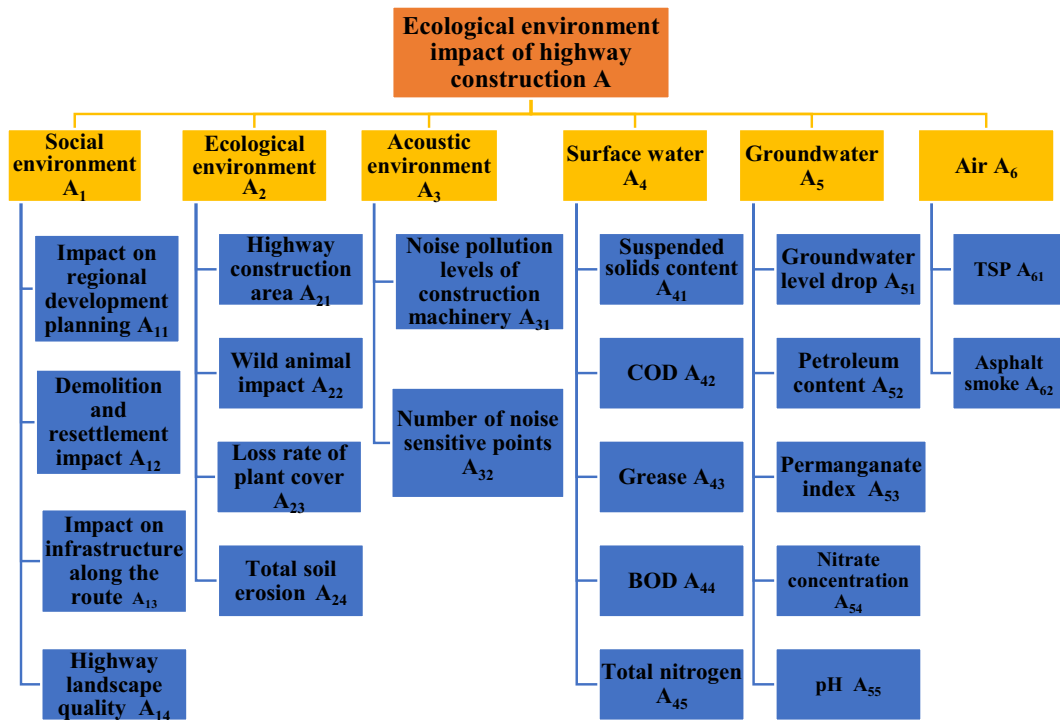 Ecological environment
impact of highway
construction A
Social
environment
A₁
Impact on
regional
development
planning A₁₁
Demolition
and
resettlement
impact A₁₂
Impact on
infrastructure
along the
route A₁₃
Highway
landscape
quality A₁₄
Ecological
environment
A₂
Highway
construction
area A₂₁
Wild animal
impact A₂₂
Loss rate of
plant cover
A₂₃
Total soil
erosion A₂₄
Acoustic
environment
A₃
Noise pollution
levels of
construction
machinery A₃₁
Number of noise
sensitive points
A₃₂
Surface water
A₄
Suspended
solids content
A₄₁
COD A₄₂
Grease A₄₃
BOD A₄₄
Total nitrogen
A₄₅
Groundwater
A₅
Groundwater
level drop A₅₁
Petroleum
content A₅₂
Permanganate
index A₅₃
Nitrate
concentration
A₅₄
pH A₅₅
Air A₆
TSP A₆₁
Asphalt
smoke A₆₂